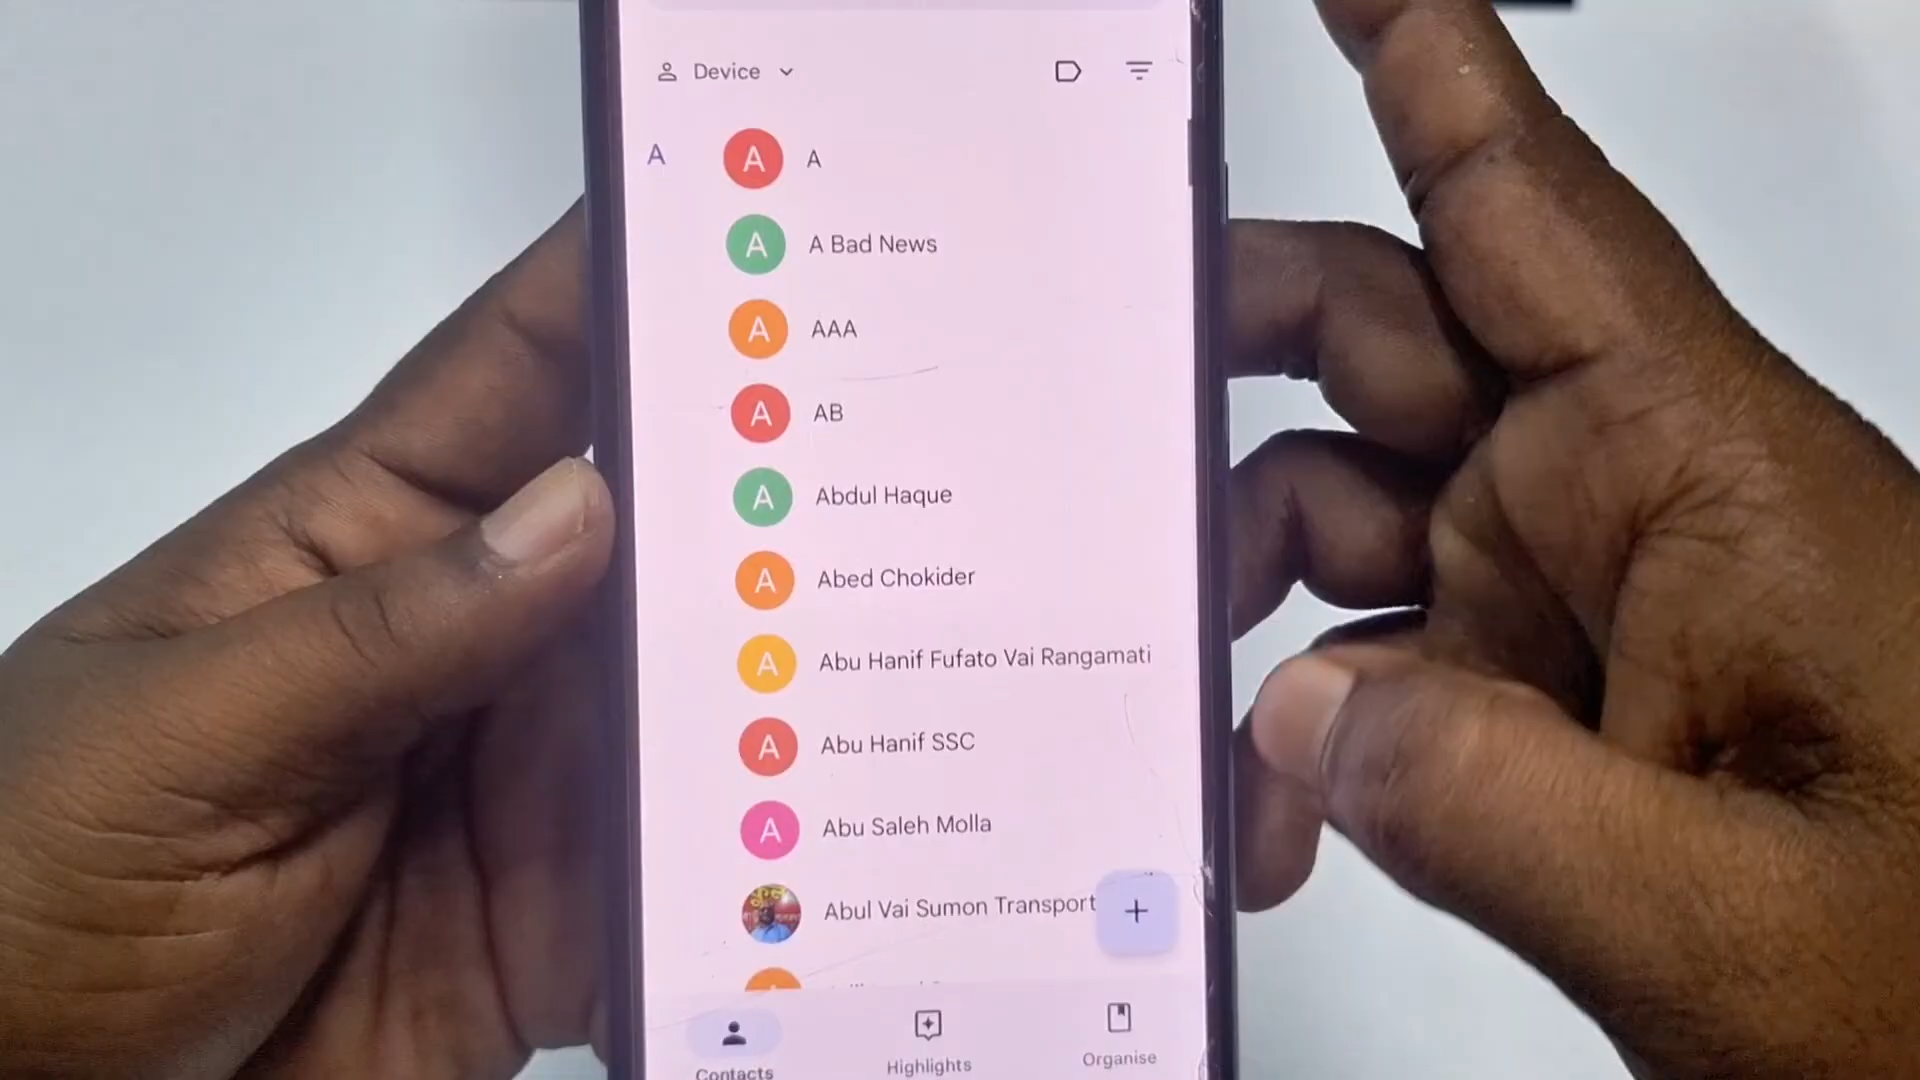 Device
A
A
A
A
A Bad News
A
AAA
A
AB
A
Abdul Haque
A
Abed Chokider
A
Abu Hanif Fufato Vai Rangamati
A
Abu Hanif SSC
A
Abu Saleh Molla
Abul Vai Sumon Transport
Contacts
Highlights
Organise